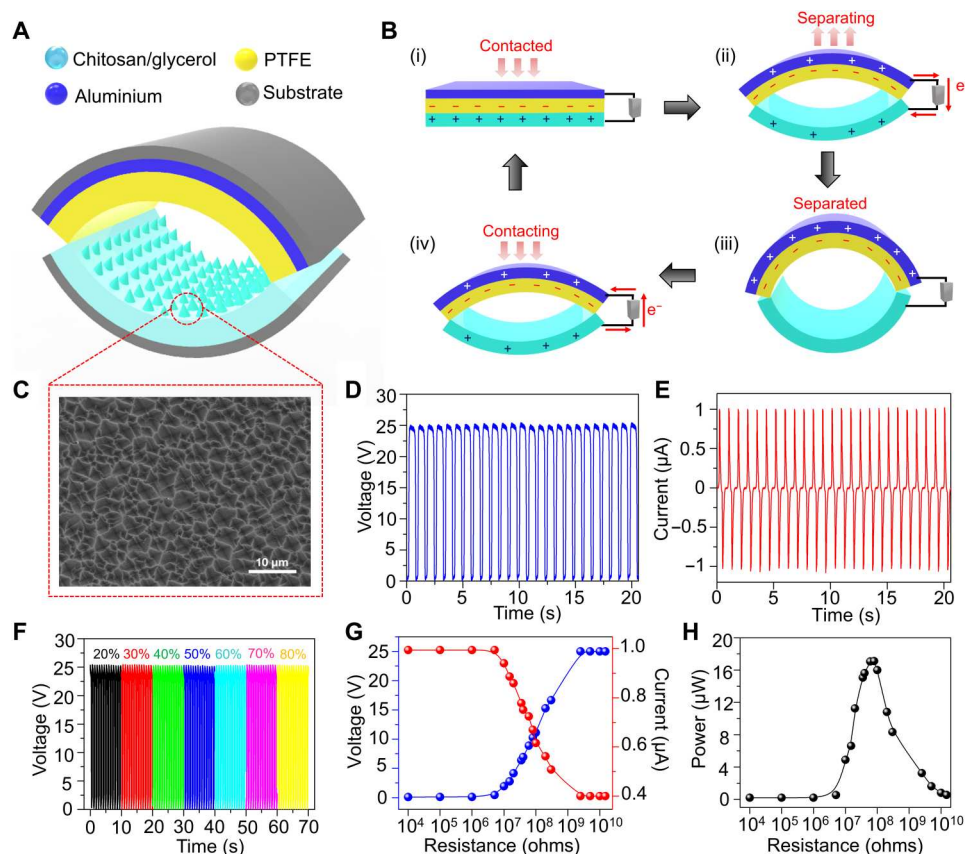 A
Chitosan/glycerol
PTFE
Aluminium
Substrate
B
(i)
Contacted
− − − − − − − −
+ + + + + + + +
(ii)
Separating
e
(iii)
Separated
(iv)
Contacting
e⁻
C
10 μm
D
Voltage (V)
30
25
20
15
10
5
0
0 5 10 15 20
Time (s)
E
Current (μA)
1
0.5
0
−0.5
−1
0 5 10 15 20
Time (s)
F
Voltage (V)
30
25
20
15
10
5
0
20% 30% 40% 50% 60% 70% 80%
0 10 20 30 40 50 60 70
Time (s)
G
Voltage (V)
25
20
15
10
5
0
Current (μA)
1.0
0.8
0.6
0.4
10⁴ 10⁵ 10⁶ 10⁷ 10⁸ 10⁹ 10¹⁰
Resistance (ohms)
H
Power (μW)
20
15
10
5
0
10⁴ 10⁵ 10⁶ 10⁷ 10⁸ 10⁹ 10¹⁰
Resistance (ohms)